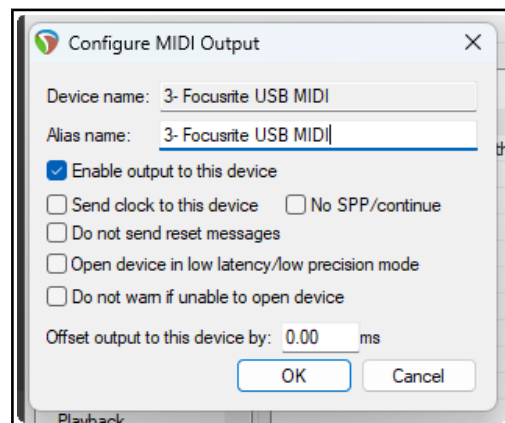 Configure MIDI Output
Device name: 3- Focusrite USB MIDI
Alias name: 3- Focusrite USB MIDI
Enable output to this device
Send clock to this device No SPP/continue
Do not send reset messages
Open device in low latency/low precision mode
Do not warn if unable to open device
Offset output to this device by: 0.00 ms
OK Cancel
Playback